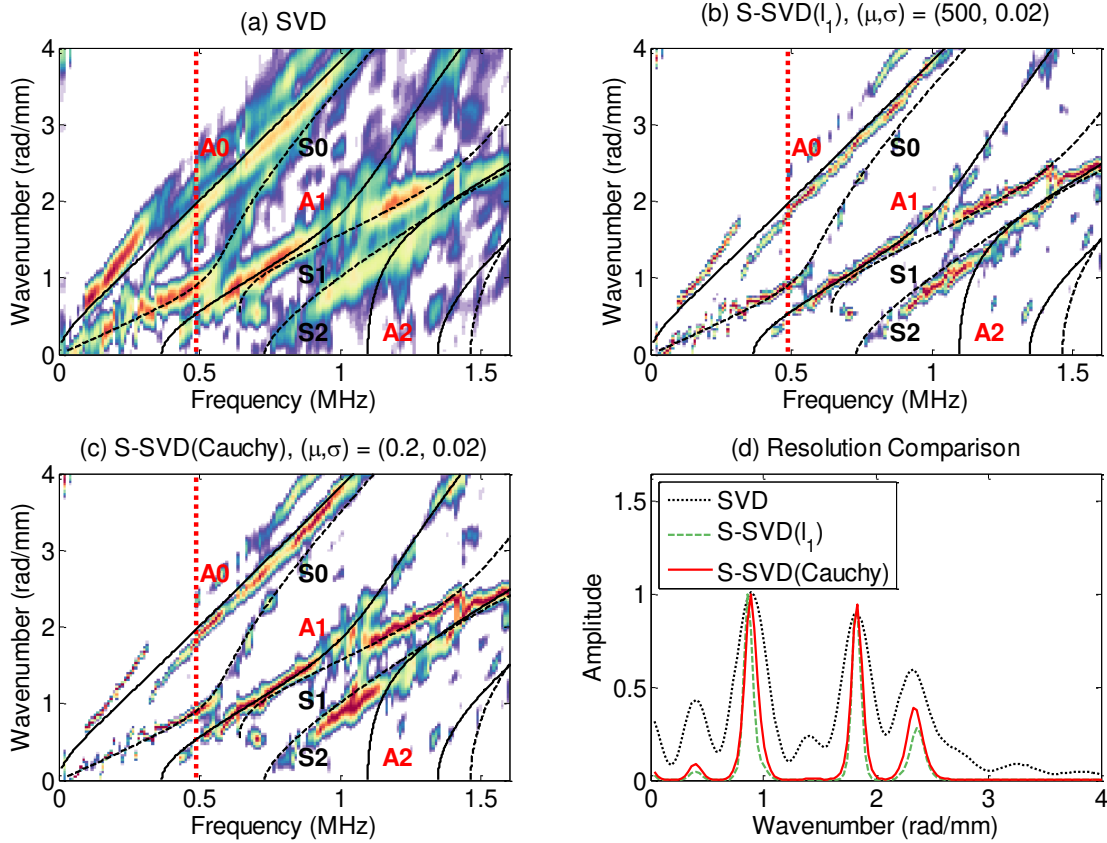 (a) SVD
Wavenumber (rad/mm)
4
3
2
1
0
A0
S0
A1
S1
S2
A2
0 0.5 1 1.5
Frequency (MHz)
(b) S-SVD(l1), (μ,σ) = (500, 0.02)
Wavenumber (rad/mm)
4
3
2
1
0
A0
S0
A1
S1
S2
A2
0 0.5 1 1.5
Frequency (MHz)
(c) S-SVD(Cauchy), (μ,σ) = (0.2, 0.02)
Wavenumber (rad/mm)
4
3
2
1
0
A0
S0
A1
S1
S2
A2
0 0.5 1 1.5
Frequency (MHz)
(d) Resolution Comparison
Amplitude
1.5
1
0.5
0
SVD
S-SVD(l1)
S-SVD(Cauchy)
0 1 2 3 4
Wavenumber (rad/mm)